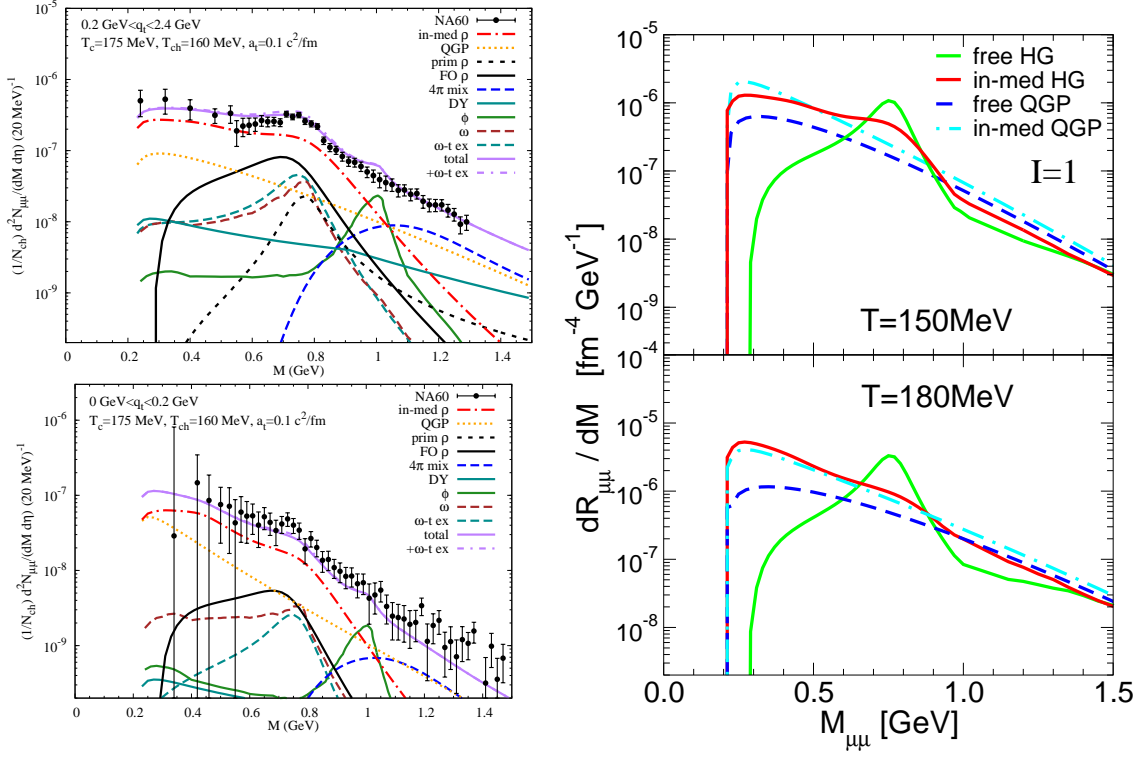 0.2 GeV<q_t<2.4 GeV
T_c=175 MeV, T_ch=160 MeV, a_t=0.1 c²/fm
NA60
in-med ρ
QGP
prim ρ
FO ρ
4π mix
DY
ϕ
ω
ω-t ex
total
+ω-t ex
(1/N_ch) d²N_μμ/(dM dη) (20 MeV)⁻¹
10⁻⁵
10⁻⁶
10⁻⁷
10⁻⁸
10⁻⁹
0 0.2 0.4 0.6 0.8 1 1.2 1.4
M (GeV)
0 GeV<q_t<0.2 GeV
T_c=175 MeV, T_ch=160 MeV, a_t=0.1 c²/fm
NA60
in-med ρ
QGP
prim ρ
FO ρ
4π mix
DY
ϕ
ω
ω-t ex
total
+ω-t ex
(1/N_ch) d²N_μμ/(dM dη) (20 MeV)⁻¹
10⁻⁶
10⁻⁷
10⁻⁸
10⁻⁹
0 0.2 0.4 0.6 0.8 1 1.2 1.4
M (GeV)
10⁻⁵
10⁻⁶
10⁻⁷
10⁻⁸
10⁻⁹
10⁻⁴
10⁻⁵
10⁻⁶
10⁻⁷
10⁻⁸
free HG
in-med HG
free QGP
in-med QGP
I=1
T=150MeV
T=180MeV
dR_μμ / dM [fm⁻⁴ GeV⁻¹]
0.0 0.5 1.0 1.5
M_μμ [GeV]